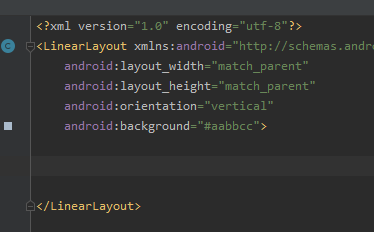 <?xml version="1.0" encoding="utf-8"?>
<LinearLayout xmlns:android="http://schemas.andro
android:layout_width="match_parent"
android:layout_height="match_parent"
android:orientation="vertical"
android:background="#aabbcc">
</LinearLayout>